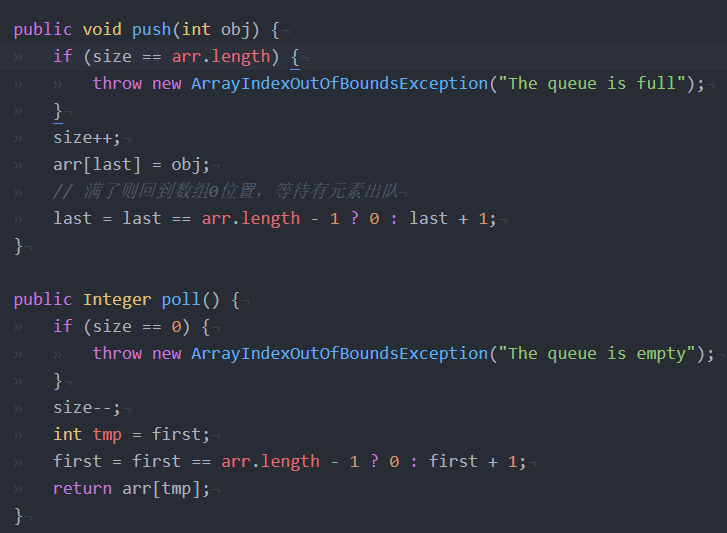 public void push(int obj) {
if (size == arr.length) {
throw new ArrayIndexOutOfBoundsException("The queue is full");
}
size++;
arr[last] = obj;
// 满了则回到数组0位置，等待有元素出队
last = last == arr.length - 1 ? 0 : last + 1;
}
public Integer poll() {
if (size == 0) {
throw new ArrayIndexOutOfBoundsException("The queue is empty");
}
size--;
int tmp = first;
first = first == arr.length - 1 ? 0 : first + 1;
return arr[tmp];
}